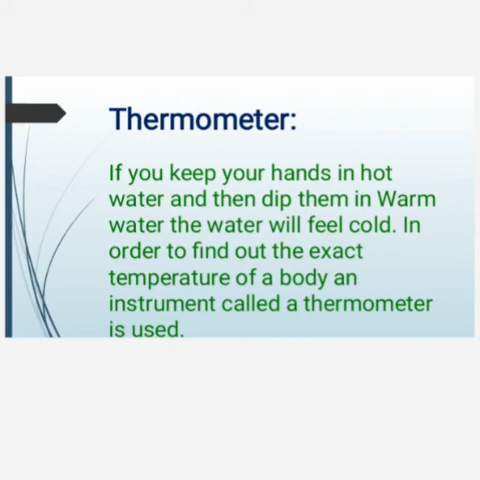 Thermometer:
If you keep your hands in hot
water and then dip them in Warm
water the water will feel cold. In
order to find out the exact
temperature of a body an
instrument called a thermometer
is used.